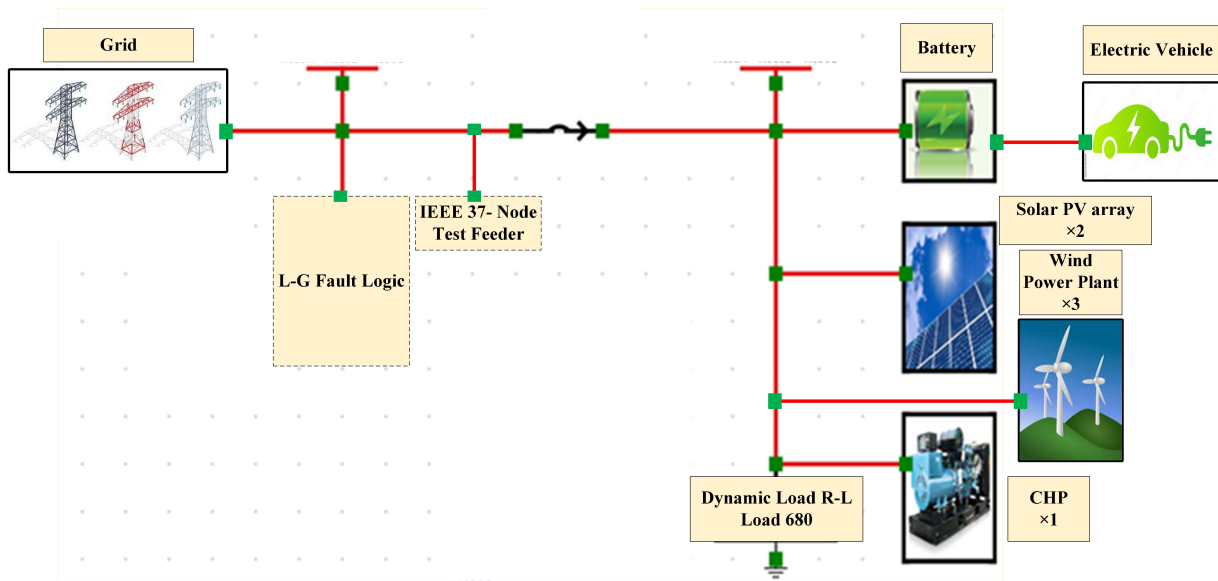 Grid
Battery
Electric Vehicle
IEEE 37- Node
Test Feeder
L-G Fault Logic
Solar PV array
×2
Wind
Power Plant
×3
Dynamic Load R-L
Load 680
CHP
×1